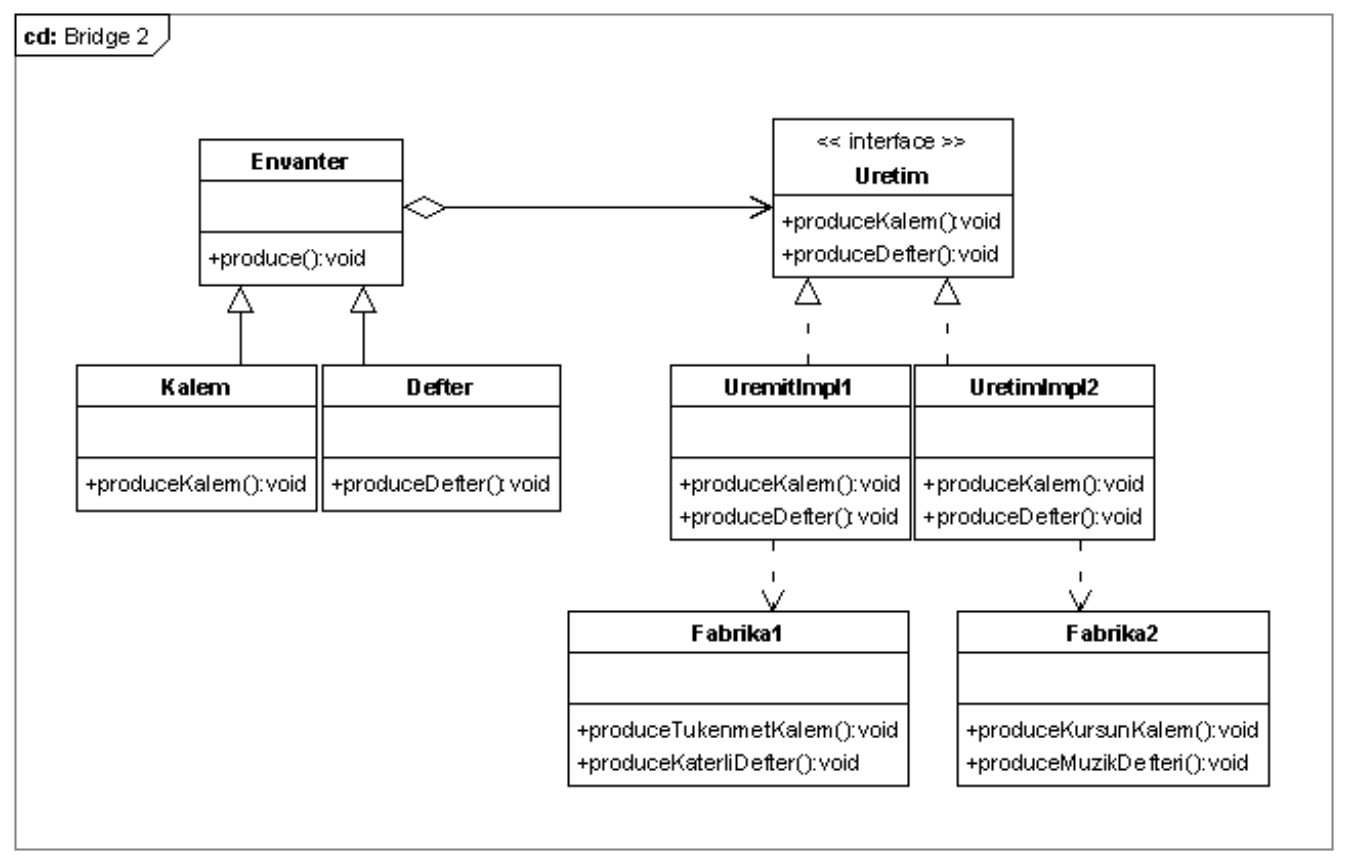 cd: Bridge 2
Envanter
+produce():void
<< interface >>
Uretim
+produceKalem():void
+produceDefter():void
Kalem
+produceKalem():void
Defter
+produceDefter():void
UremitImpl1
+produceKalem():void
+produceDefter():void
UretimImpl2
+produceKalem():void
+produceDefter():void
Fabrika1
+produceTukenmetKalem():void
+produceKaterliDefter():void
Fabrika2
+produceKursunKalem():void
+produceMuzikDefteri():void